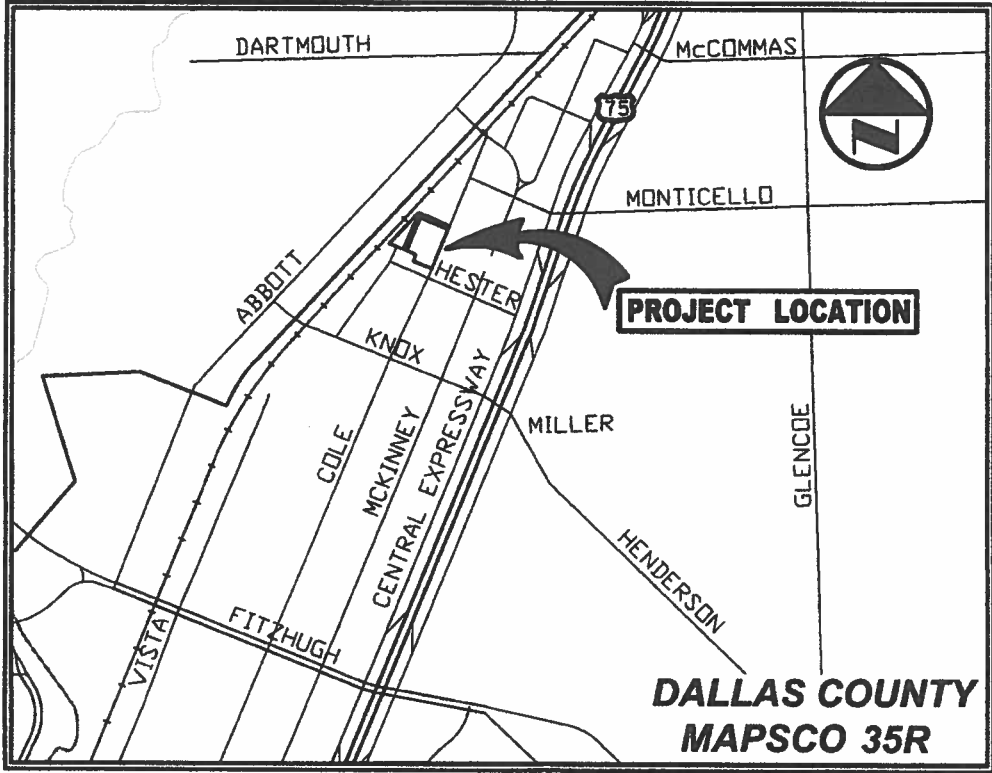 DARTMOUTH
McCOMMAS
75
N
MONTICELLO
ABBOTT
HESTER
PROJECT LOCATION
KNOX
MILLER
COLE
MCKINNEY
CENTRAL EXPRESSWAY
GLENCOE
HENDERSON
FITZHUGH
VISTA
DALLAS COUNTY
MAPSCO 35R